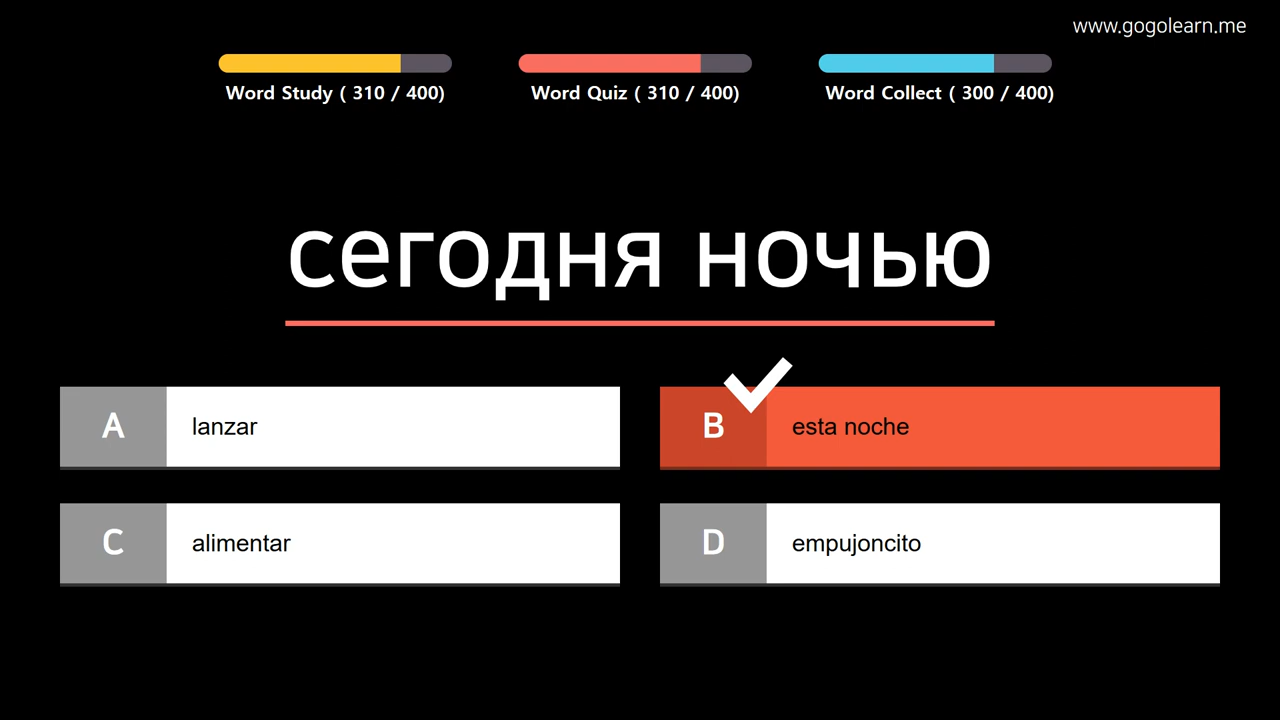 www.gogolearn.me
Word Study ( 310 / 400)
Word Quiz ( 310 / 400)
Word Collect ( 300 / 400)
сегодня ночью
A
lanzar
B
esta noche
C
alimentar
D
empujoncito